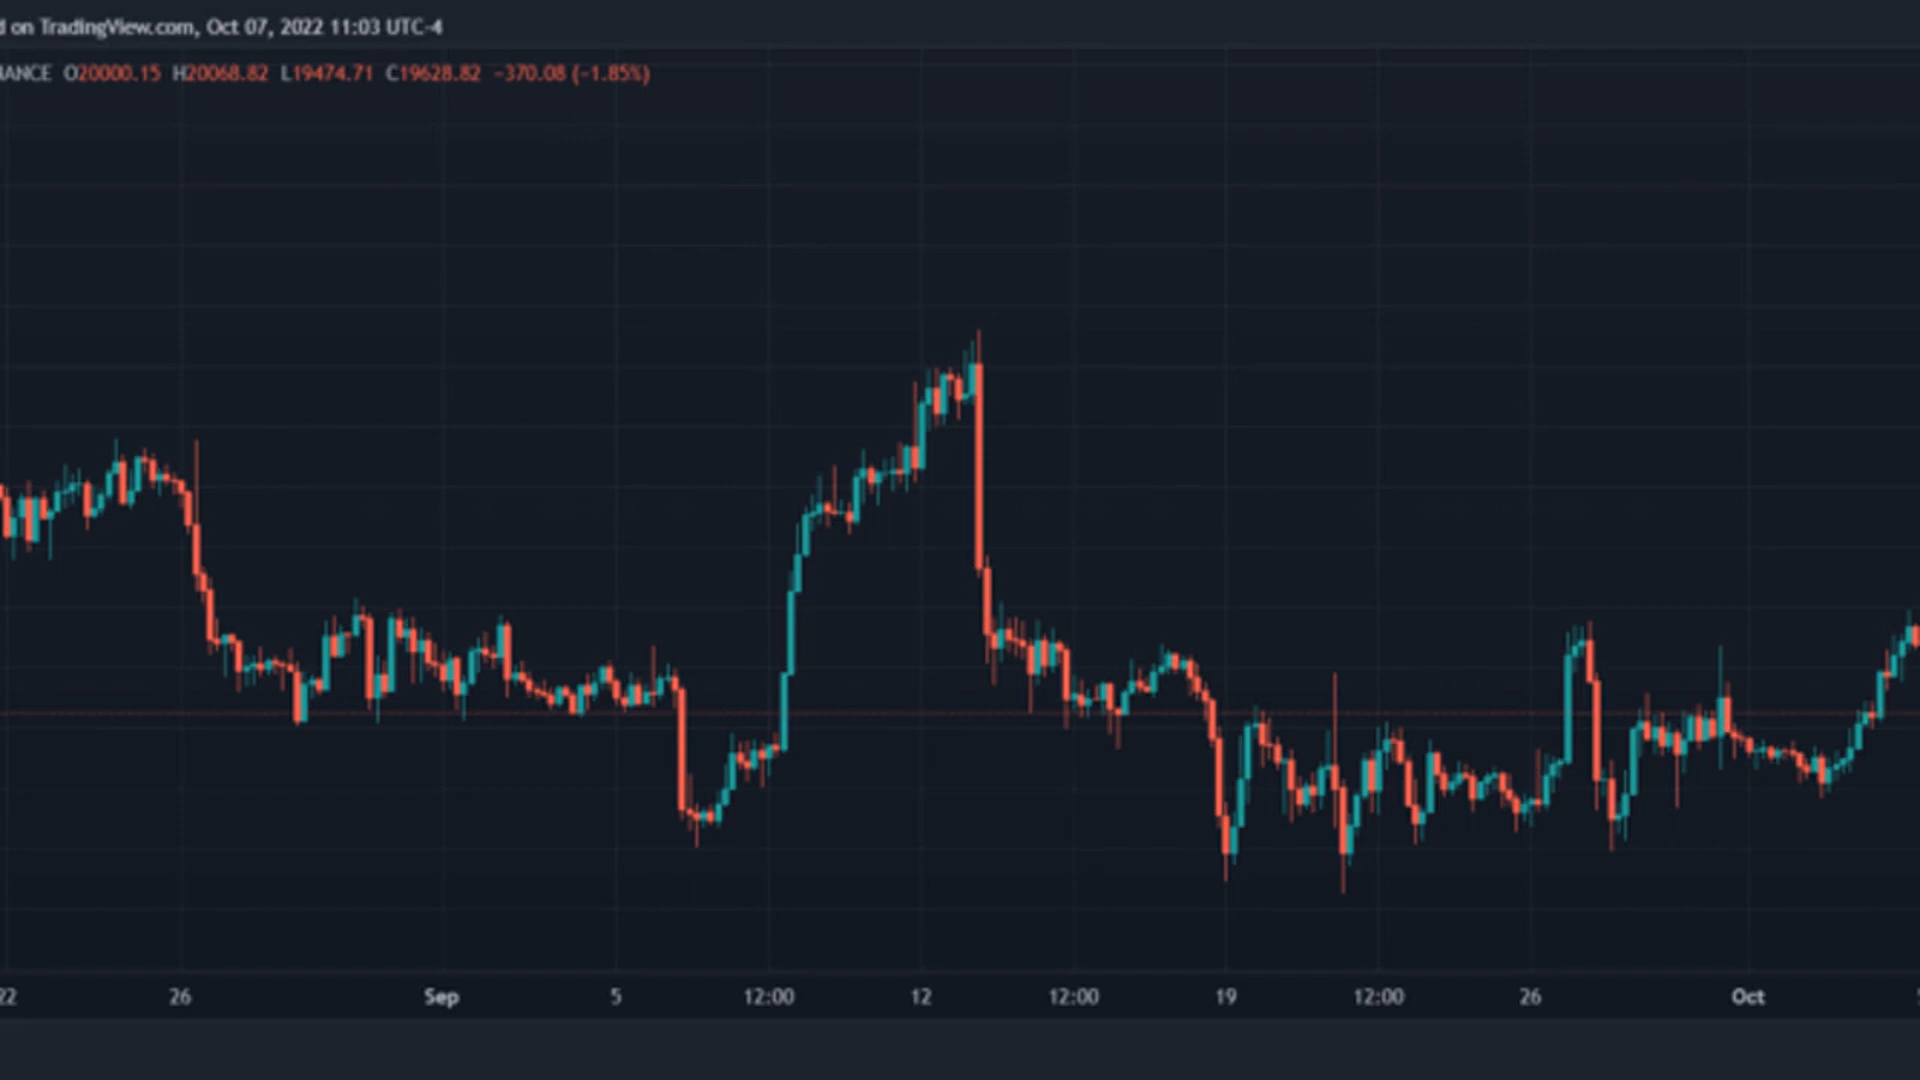 on TradingView.com, Oct 07, 2022 11:03 UTC-4
O20000.15 H20068.82 L19474.71 C19628.82 -370.08 (-1.85%)
22 26 Sep 5 12:00 12 12:00 19 12:00 26 Oct